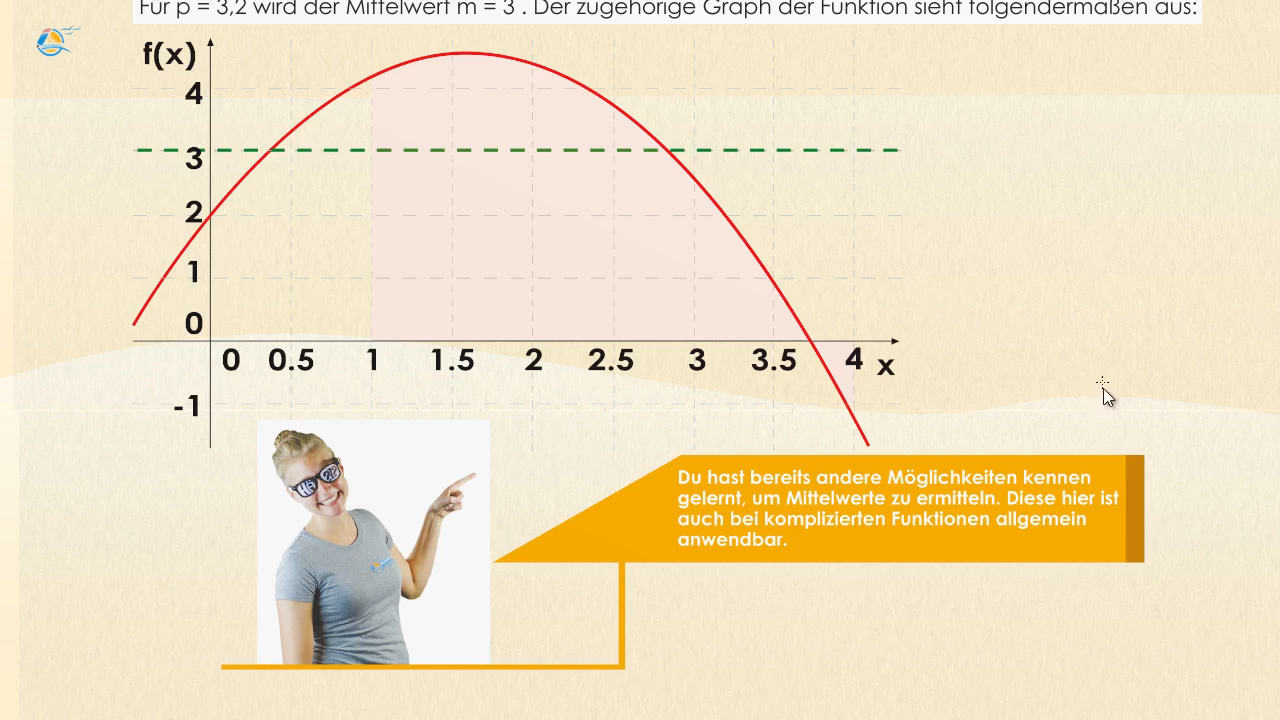 Für p = 3,2 wird der Mittelwert m = 3 . Der zugehörige Graph der Funktion sieht folgendermaßen aus:
f(x)
4
3
2
1
0
0 0.5 1 1.5 2 2.5 3 3.5 4 x
-1
Du hast bereits andere Möglichkeiten kennen
gelernt, um Mittelwerte zu ermitteln. Diese hier ist
auch bei komplizierten Funktionen allgemein
anwendbar.